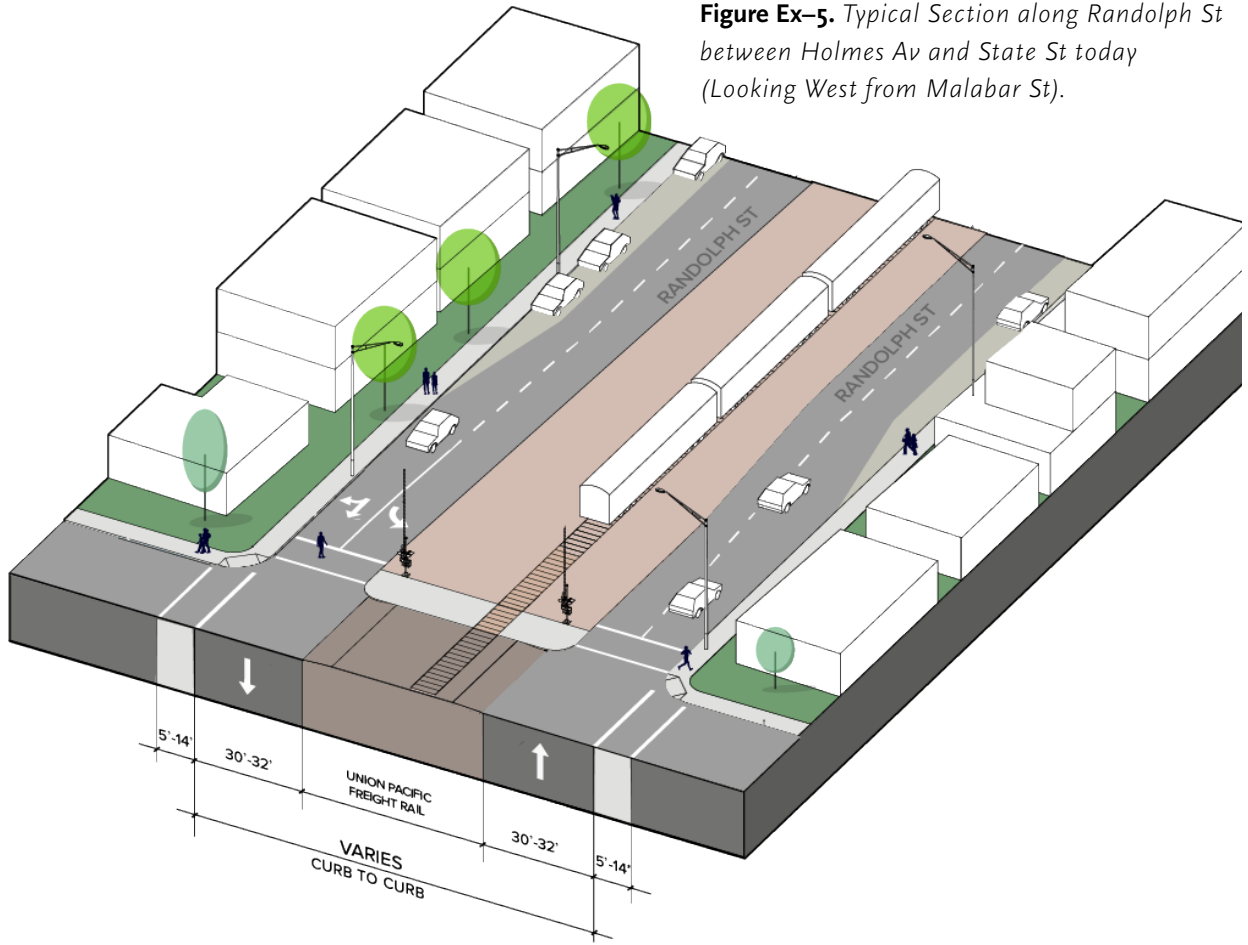 Figure Ex–5. Typical Section along Randolph St
between Holmes Av and State St today
(Looking West from Malabar St).
RANDOLPH ST
RANDOLPH ST
5'-14'
30'-32'
UNION PACIFIC
FREIGHT RAIL
30'-32'
5'-14'
VARIES
CURB TO CURB